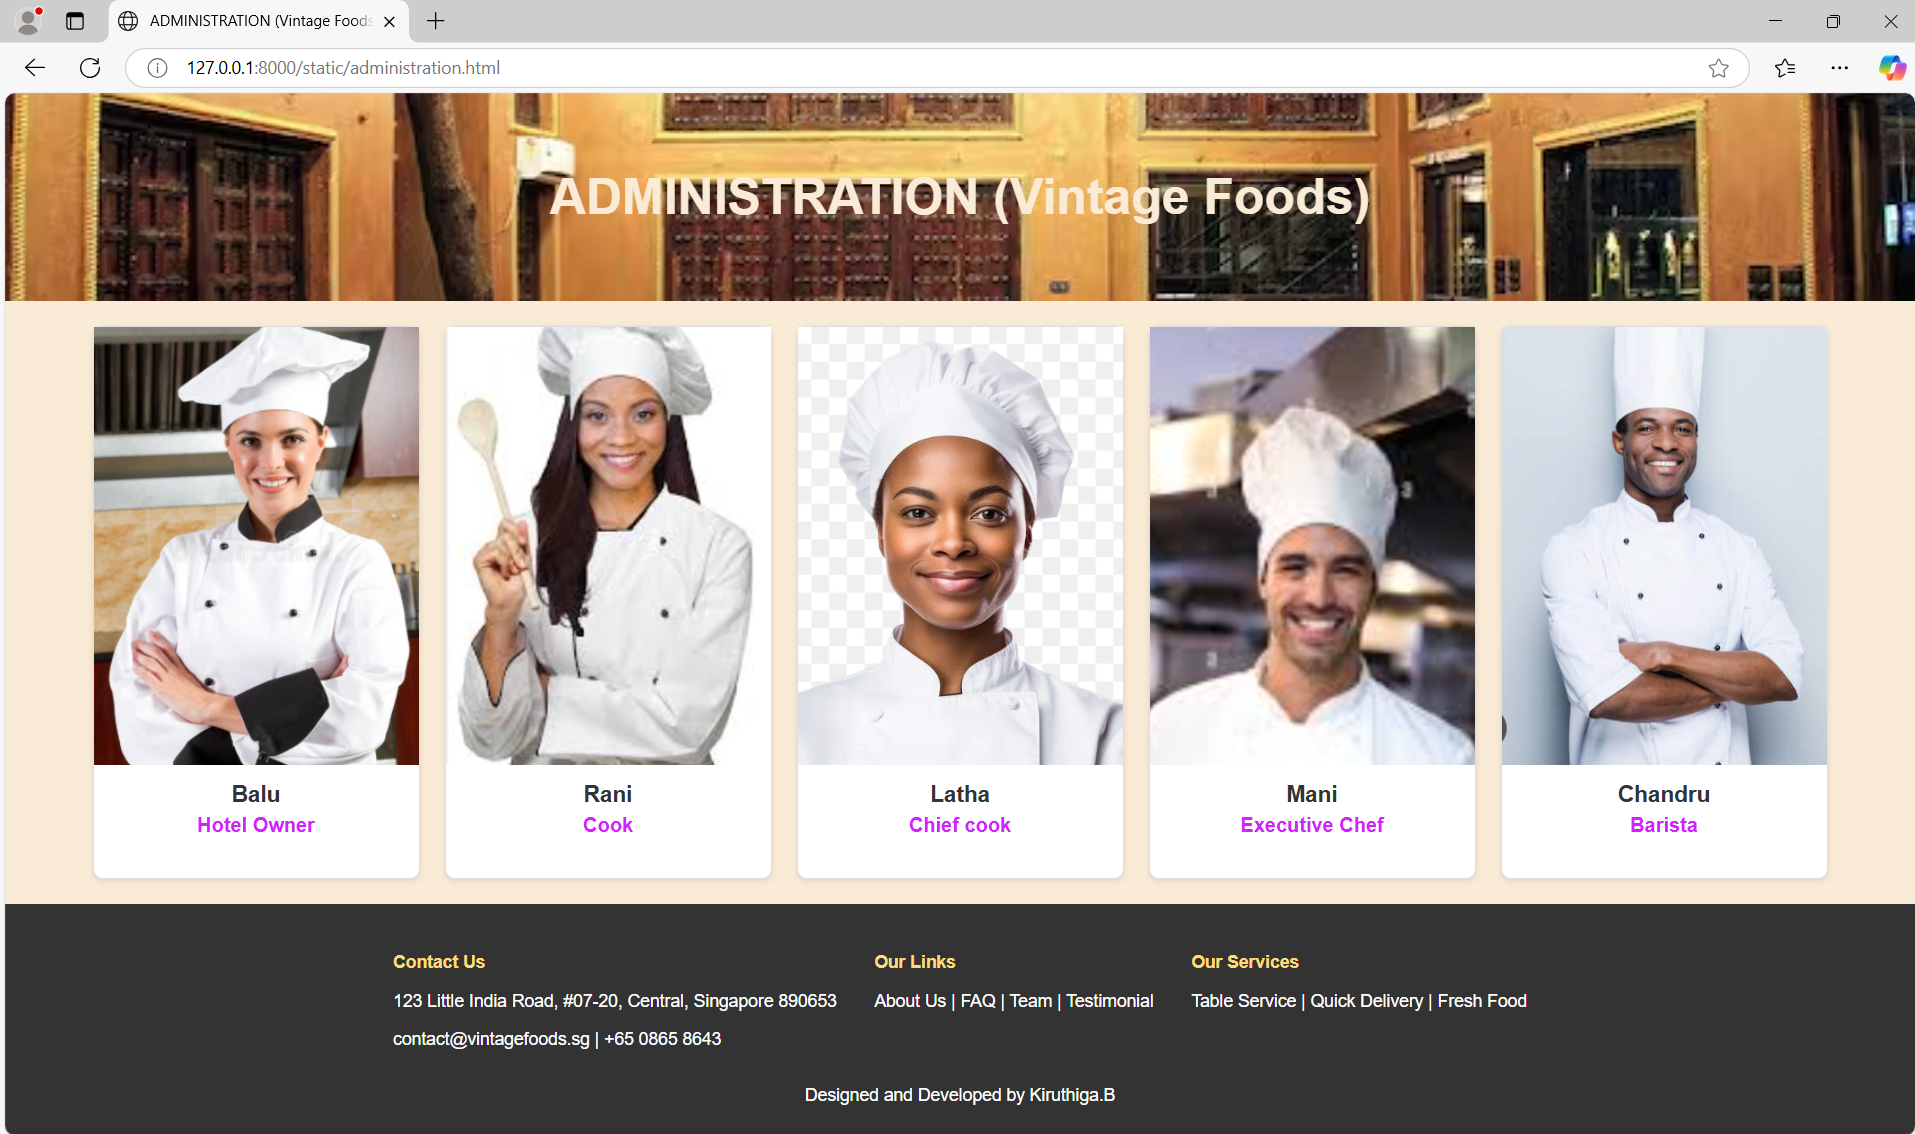 ADMINISTRATION (Vintage Foods
127.0.0.1:8000/static/administration.html
ADMINISTRATION (Vintage Foods)
Balu
Hotel Owner
Rani
Cook
Latha
Chief cook
Mani
Executive Chef
Chandru
Barista
Contact Us
123 Little India Road, #07-20, Central, Singapore 890653
contact@vintagefoods.sg | +65 0865 8643
Our Links
About Us | FAQ | Team | Testimonial
Our Services
Table Service | Quick Delivery | Fresh Food
Designed and Developed by Kiruthiga.B